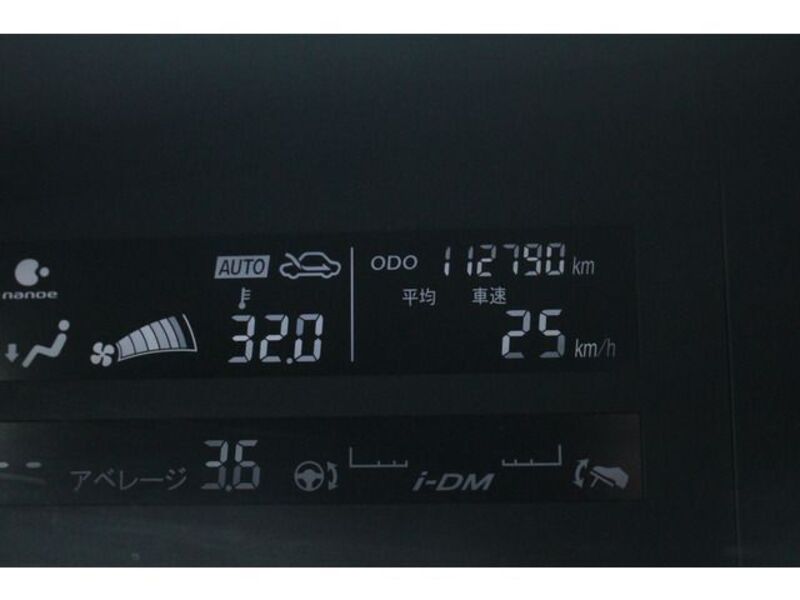 AUTO
ODO 112790 km
nanoe
平均 車速
32.0 25 km/h
アベレージ 3.6 i-DM